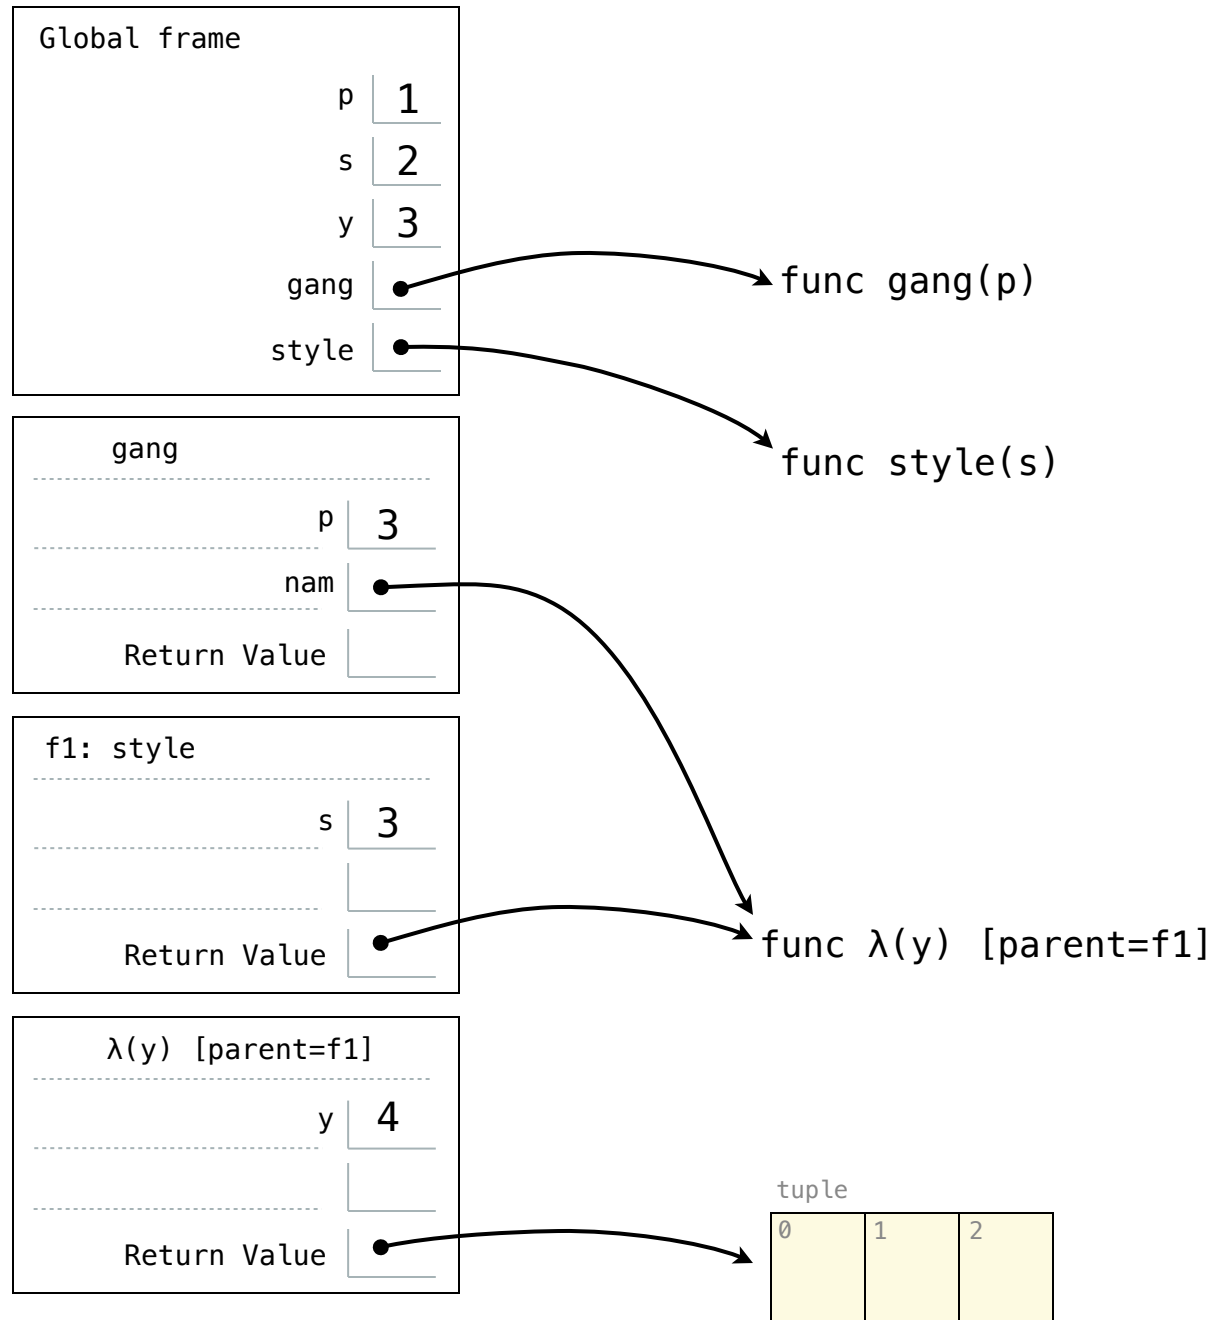 Global frame
p 1
s 2
y 3
gang
func gang(p)
style
func style(s)
gang
p 3
nam
Return Value
f1: style
s 3
Return Value
func λ(y) [parent=f1]
λ(y) [parent=f1]
y 4
Return Value
tuple
0 1 2